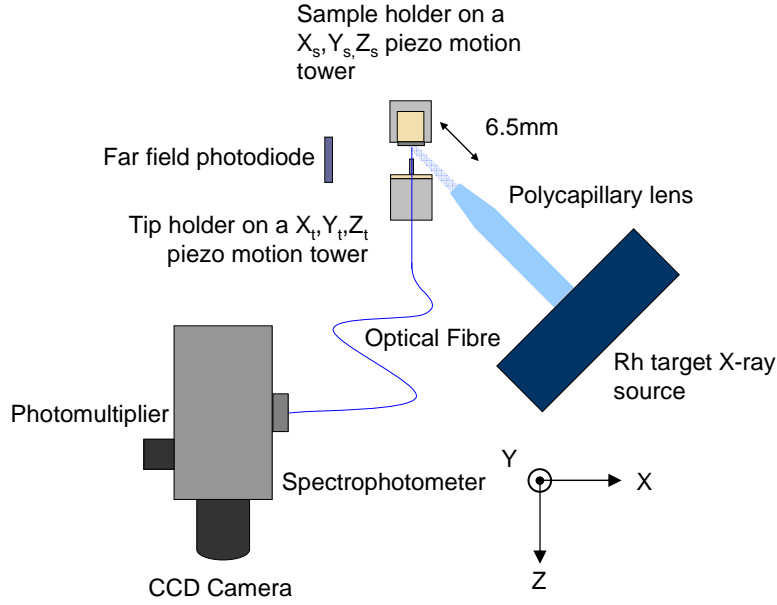 Sample holder on a
Xs,Ys,Zs piezo motion
tower
6.5mm
Far field photodiode
Polycapillary lens
Tip holder on a Xt,Yt,Zt
piezo motion tower
Optical Fibre
Rh target X-ray
source
Photomultiplier
Spectrophotometer
Y
X
Z
CCD Camera